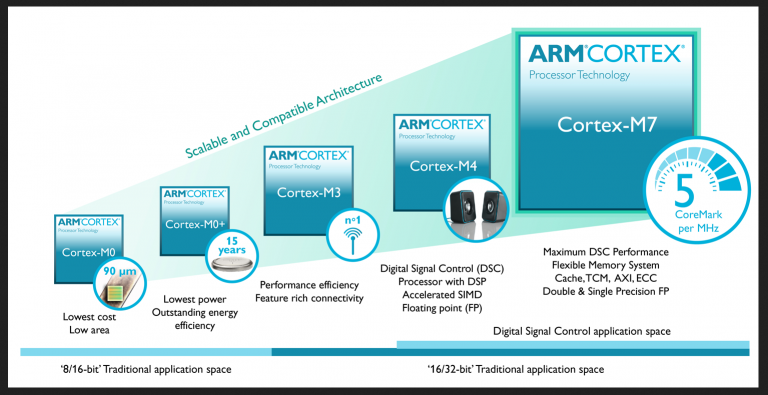 Scalable and Compatible Architecture
ARM®CORTEX®
Processor Technology
Cortex-M0
90 µm
Lowest cost
Low area
ARM®CORTEX®
Processor Technology
Cortex-M0+
15
years
Lowest power
Outstanding energy
efficiency
ARM®CORTEX®
Processor Technology
Cortex-M3
nº1
Performance efficiency
Feature rich connectivity
ARM®CORTEX®
Processor Technology
Cortex-M4
Digital Signal Control (DSC)
Processor with DSP
Accelerated SIMD
Floating point (FP)
ARM®CORTEX®
Processor Technology
Cortex-M7
5
CoreMark
per MHz
Maximum DSC Performance
Flexible Memory System
Cache, TCM, AXI, ECC
Double & Single Precision FP
Digital Signal Control application space
‘8/16-bit’ Traditional application space
‘16/32-bit’ Traditional application space